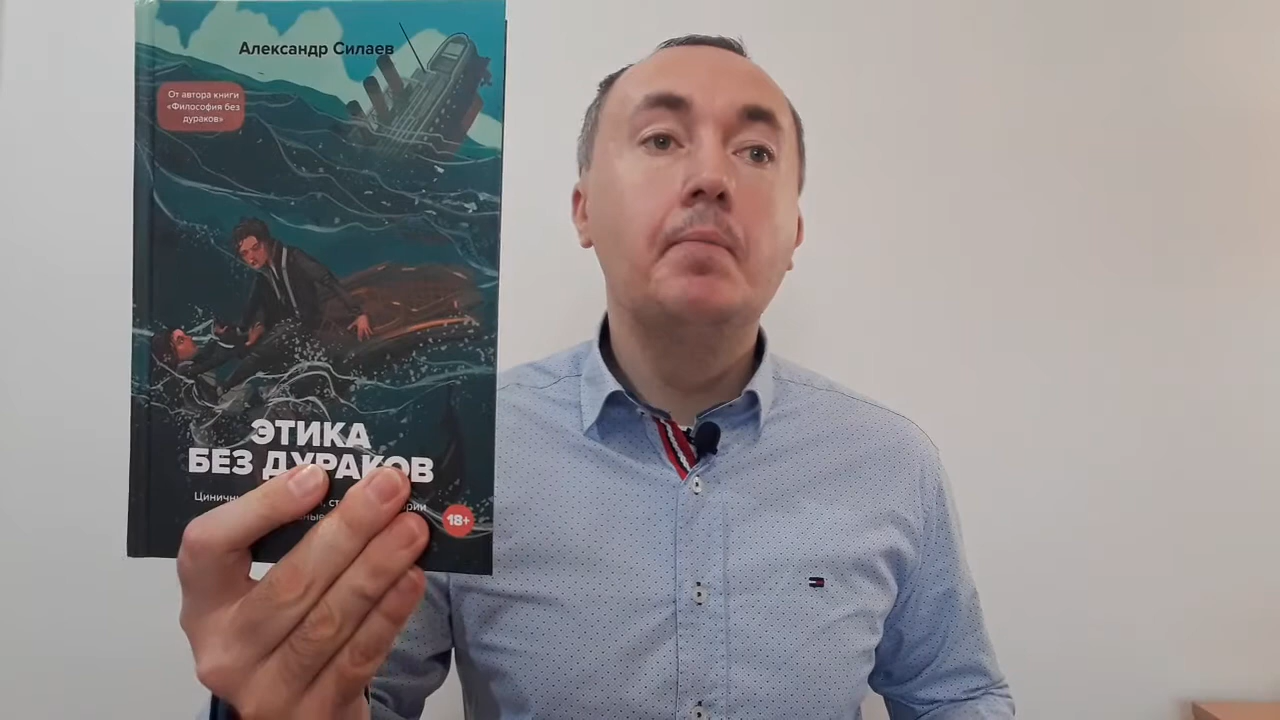 Александр Силаев
От автора книги
«Философия без
дураков»
ЭТИКА
БЕЗ ДУРАКОВ
18+